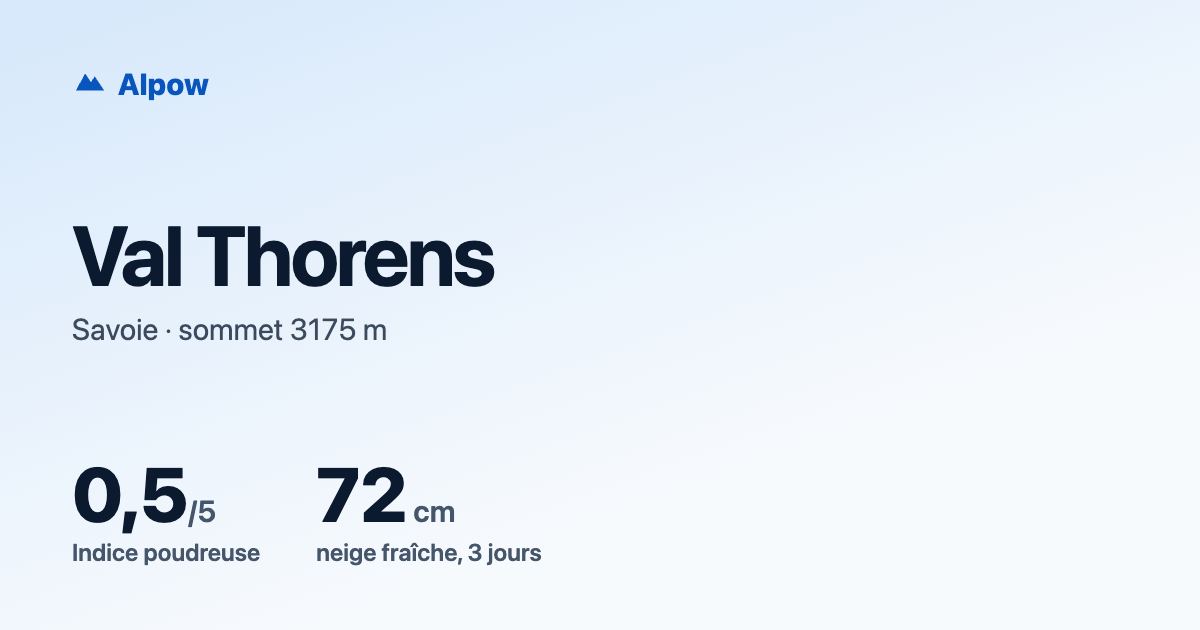 Alpow
Val Thorens
Savoie · sommet 3175 m
0,5/5
Indice poudreuse
72 cm
neige fraîche, 3 jours